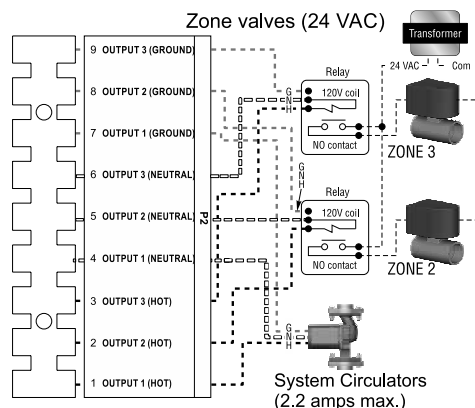 Zone valves (24 VAC)
Transformer
24 VAC
Com
9 OUTPUT 3 (GROUND)
8 OUTPUT 2 (GROUND)
7 OUTPUT 1 (GROUND)
6 OUTPUT 3 (NEUTRAL)
5 OUTPUT 2 (NEUTRAL)
4 OUTPUT 1 (NEUTRAL)
3 OUTPUT 3 (HOT)
2 OUTPUT 2 (HOT)
1 OUTPUT 1 (HOT)
P2
Relay
G
N
H
120V coil
NO contact
ZONE 3
Relay
G
N
H
120V coil
NO contact
ZONE 2
G
N
H
System Circulators
(2.2 amps max.)